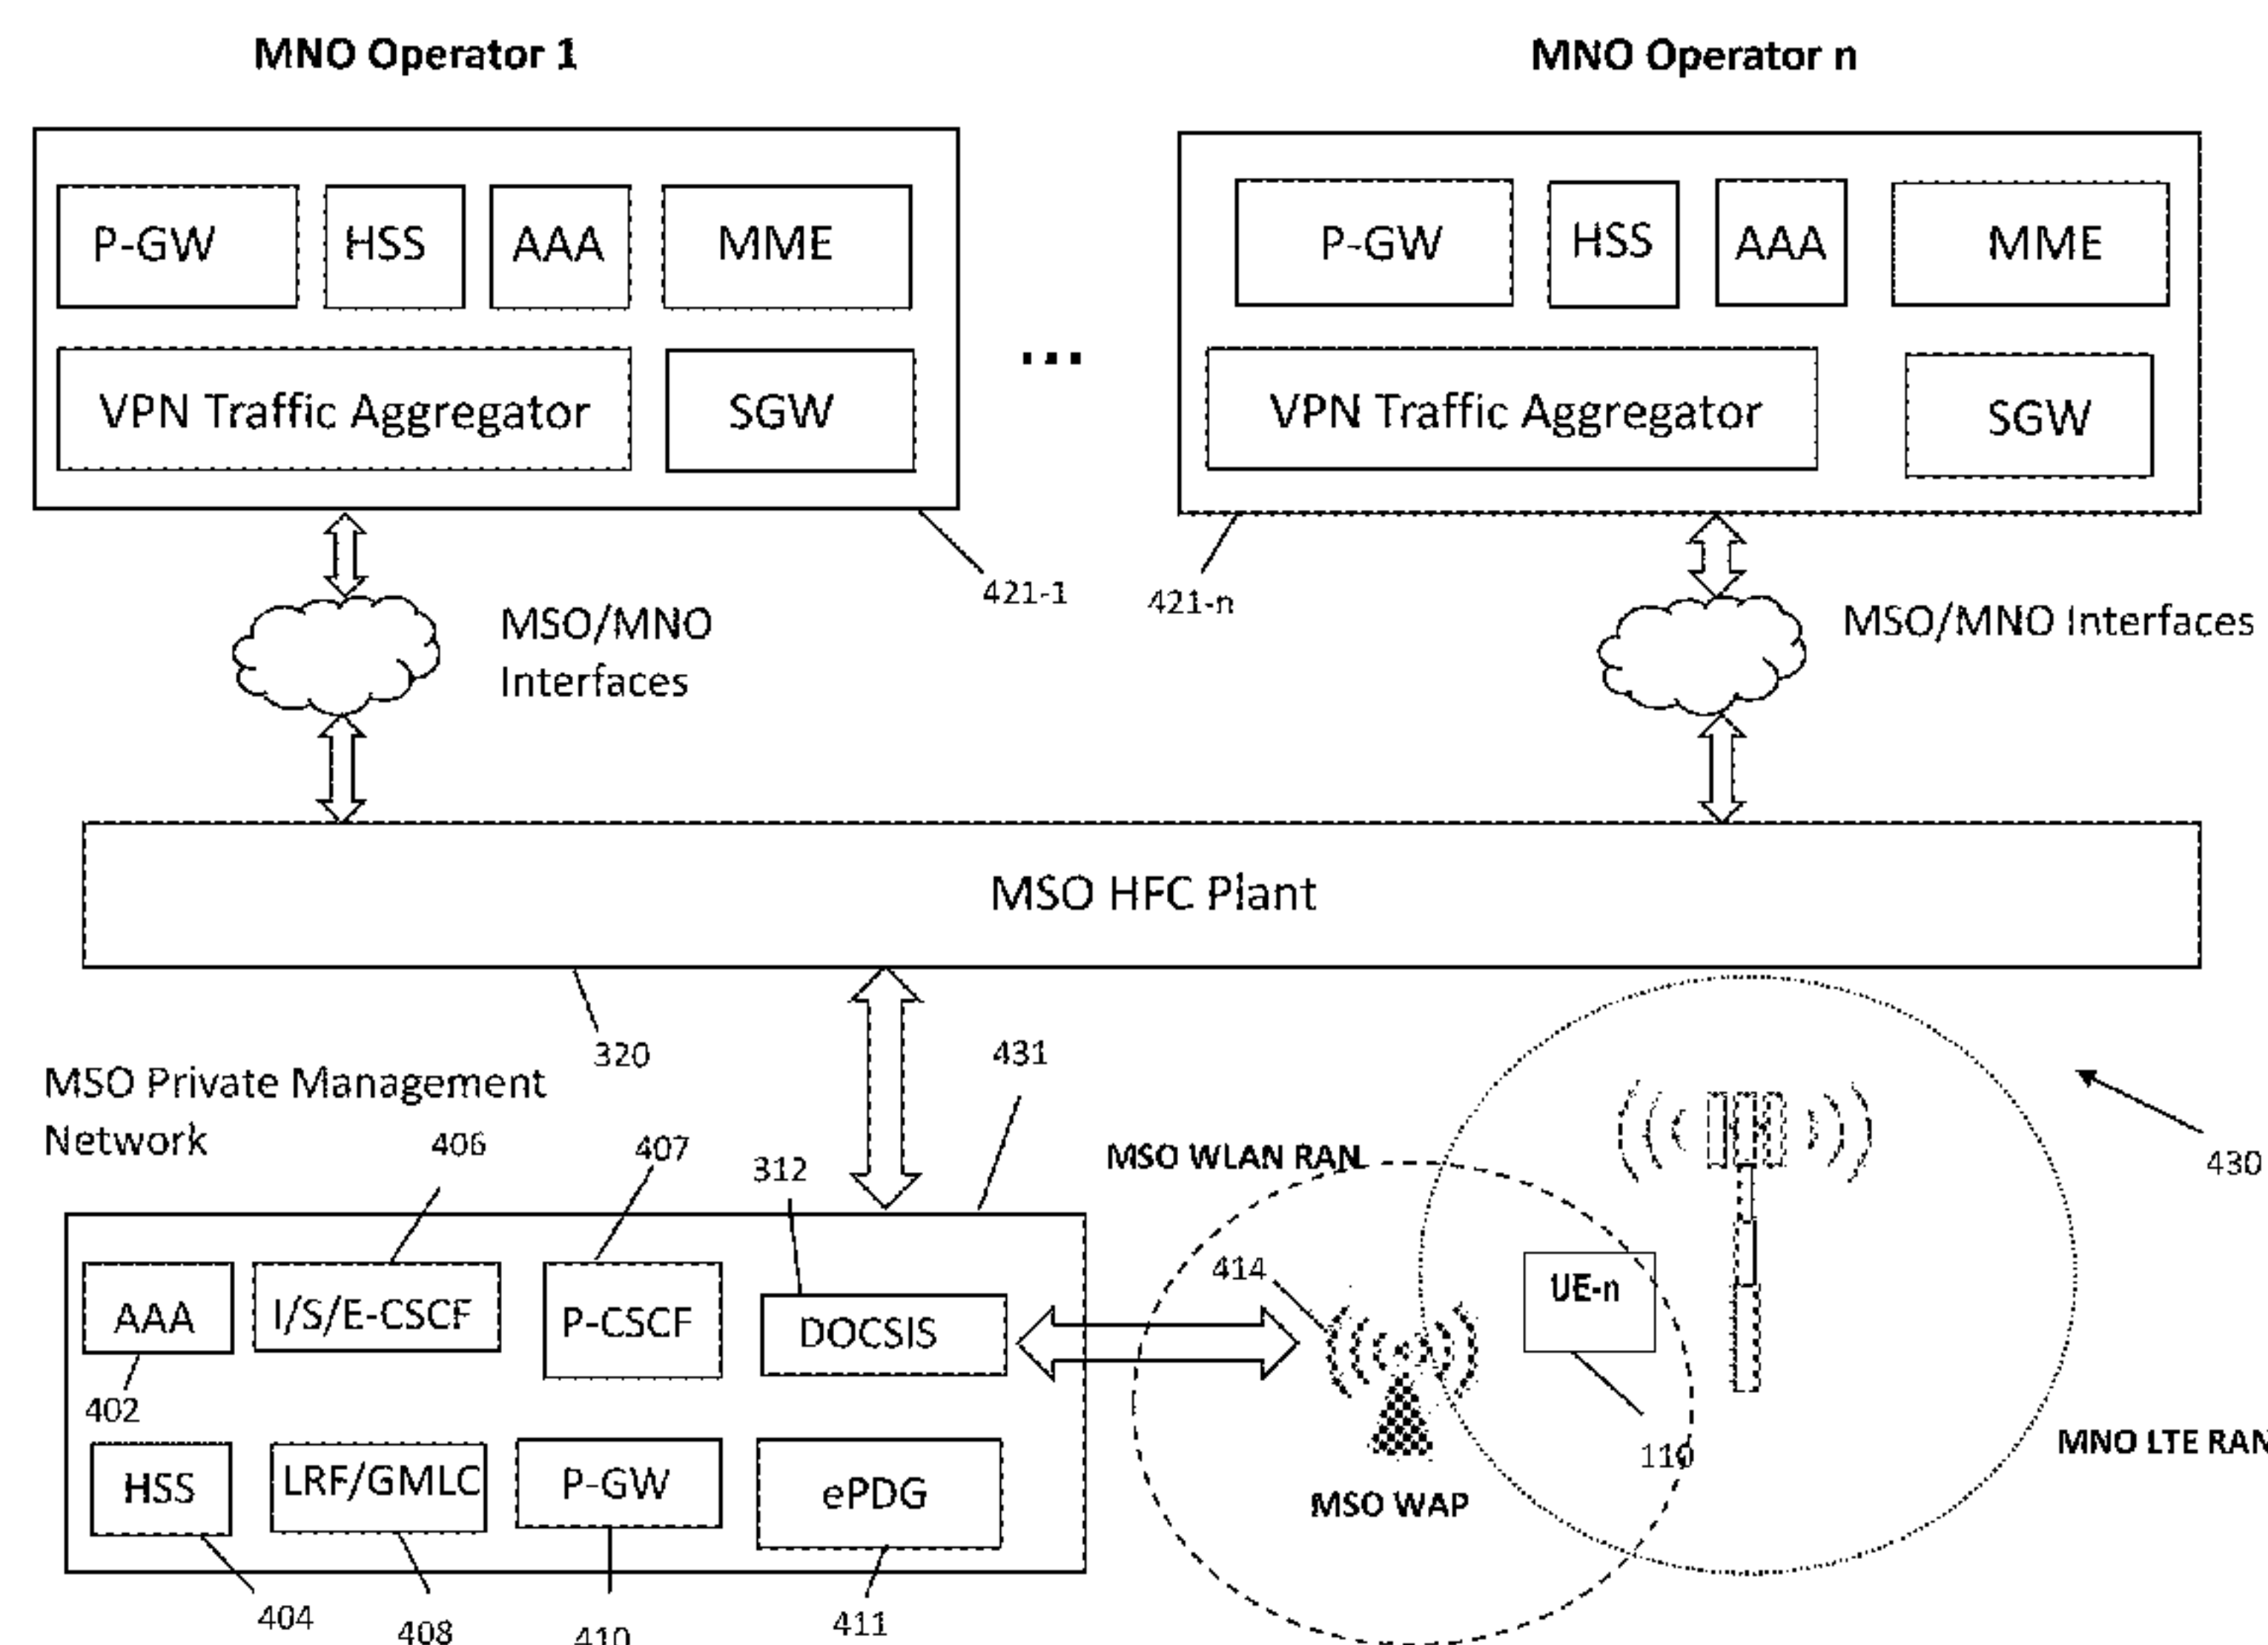 MNO Operator 1
MNO Operator n
P-GW
HSS
AAA
MME
P-GW
HSS
AAA
MME
VPN Traffic Aggregator
SGW
...
VPN Traffic Aggregator
SGW
421-1
421-n
MSO/MNO
Interfaces
MSO/MNO Interfaces
MSO HFC Plant
320
431
MSO Private Management
Network
406
407
312
MSO WLAN RAN
430
AAA
I/S/E-CSCF
P-CSCF
DOCSIS
414
UE-n
402
110
MNO LTE RAN
HSS
LRF/GMLC
P-GW
ePDG
MSO WAP
404
408
410
411